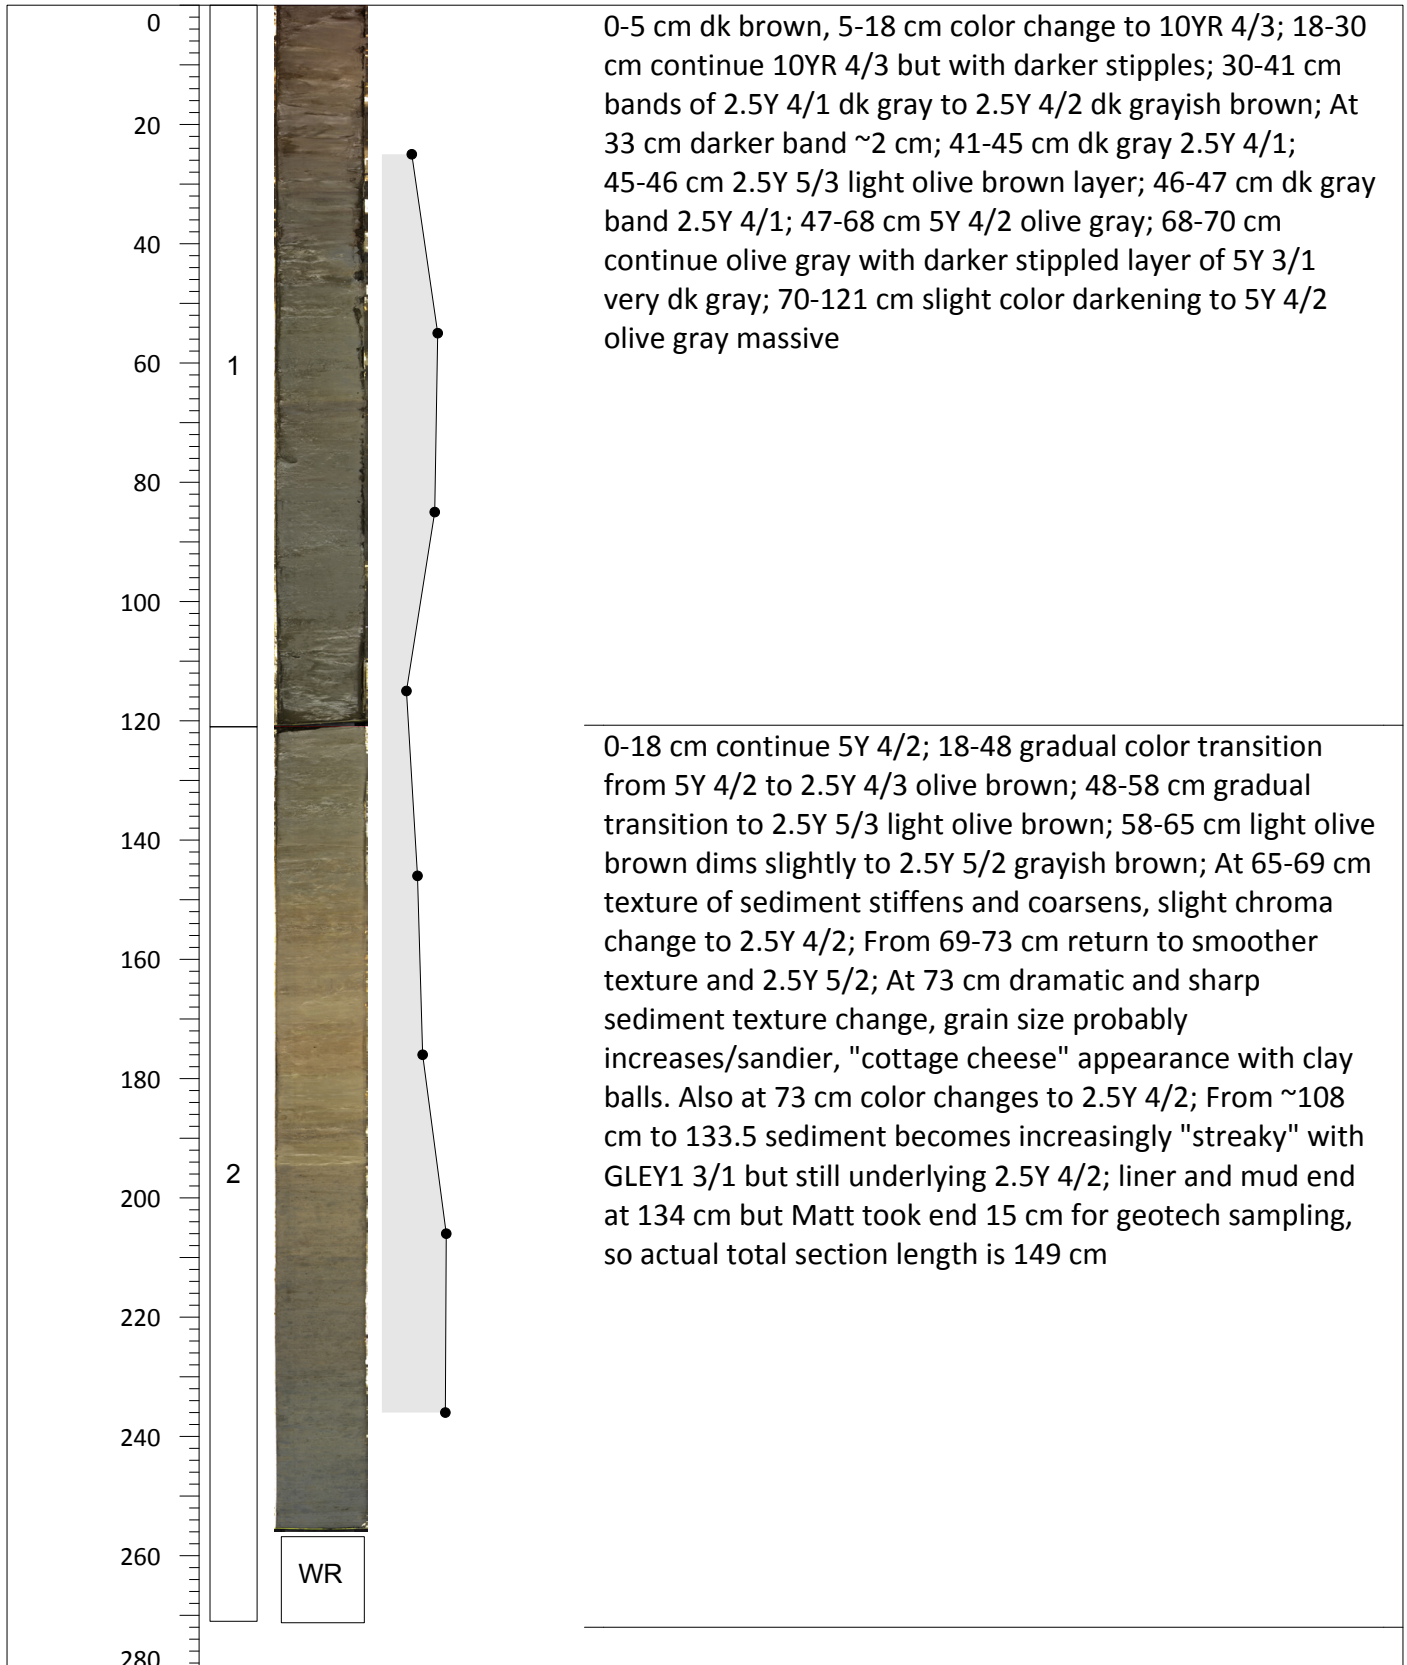 0
20
40
60
80
100
120
140
160
180
200
220
240
260
280
1
2
WR
0-5 cm dk brown, 5-18 cm color change to 10YR 4/3; 18-30
cm continue 10YR 4/3 but with darker stipples; 30-41 cm
bands of 2.5Y 4/1 dk gray to 2.5Y 4/2 dk grayish brown; At
33 cm darker band ~2 cm; 41-45 cm dk gray 2.5Y 4/1;
45-46 cm 2.5Y 5/3 light olive brown layer; 46-47 cm dk gray
band 2.5Y 4/1; 47-68 cm 5Y 4/2 olive gray; 68-70 cm
continue olive gray with darker stippled layer of 5Y 3/1
very dk gray; 70-121 cm slight color darkening to 5Y 4/2
olive gray massive
0-18 cm continue 5Y 4/2; 18-48 gradual color transition
from 5Y 4/2 to 2.5Y 4/3 olive brown; 48-58 cm gradual
transition to 2.5Y 5/3 light olive brown; 58-65 cm light olive
brown dims slightly to 2.5Y 5/2 grayish brown; At 65-69 cm
texture of sediment stiffens and coarsens, slight chroma
change to 2.5Y 4/2; From 69-73 cm return to smoother
texture and 2.5Y 5/2; At 73 cm dramatic and sharp
sediment texture change, grain size probably
increases/sandier, "cottage cheese" appearance with clay
balls. Also at 73 cm color changes to 2.5Y 4/2; From ~108
cm to 133.5 sediment becomes increasingly "streaky" with
GLEY1 3/1 but still underlying 2.5Y 4/2; liner and mud end
at 134 cm but Matt took end 15 cm for geotech sampling,
so actual total section length is 149 cm